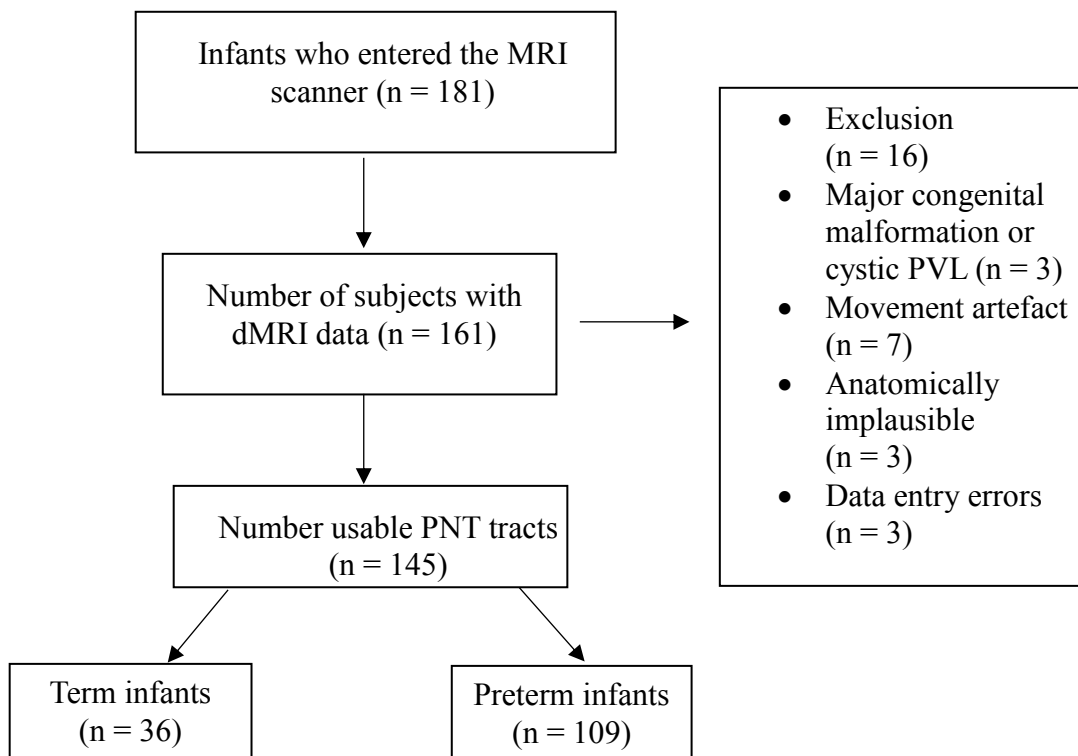 Infants who entered the MRI
scanner (n = 181)
Number of subjects with
dMRI data (n = 161)
• Exclusion
(n = 16)
• Major congenital
malformation or
cystic PVL (n = 3)
• Movement artefact
(n = 7)
• Anatomically
implausible
(n = 3)
• Data entry errors
(n = 3)
Number usable PNT tracts
(n = 145)
Term infants
(n = 36)
Preterm infants
(n = 109)